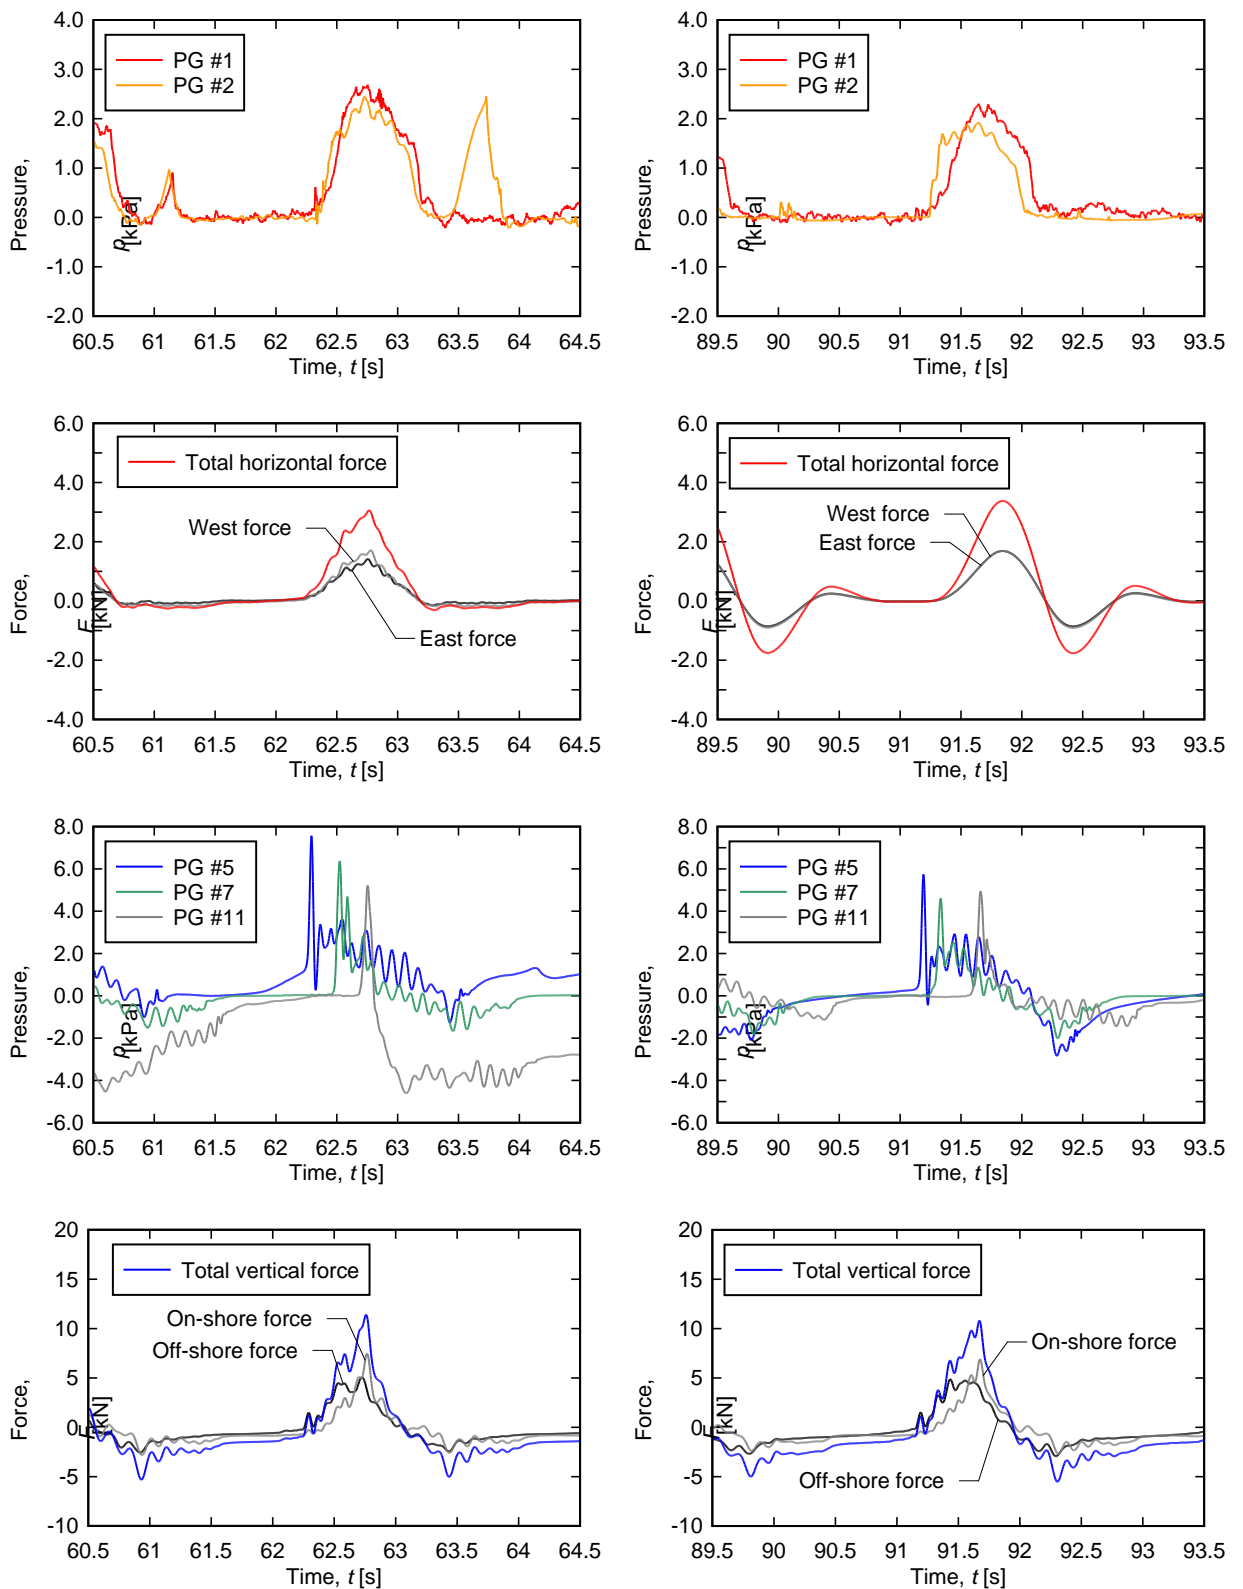 4.0
3.0
2.0
1.0
0.0
-1.0
-2.0
Pressure,
p
[kPa]
PG #1
PG #2
60.5 61 61.5 62 62.5 63 63.5 64 64.5
Time, t [s]
4.0
3.0
2.0
1.0
0.0
-1.0
-2.0
Pressure,
p
[kPa]
PG #1
PG #2
89.5 90 90.5 91 91.5 92 92.5 93 93.5
Time, t [s]
6.0
4.0
2.0
0.0
-2.0
-4.0
Force,
F
[kN]
Total horizontal force
West force
East force
60.5 61 61.5 62 62.5 63 63.5 64 64.5
Time, t [s]
6.0
4.0
2.0
0.0
-2.0
-4.0
Force,
F
[kN]
Total horizontal force
West force
East force
89.5 90 90.5 91 91.5 92 92.5 93 93.5
Time, t [s]
8.0
6.0
4.0
2.0
0.0
-2.0
-4.0
-6.0
Pressure,
p
[kPa]
PG #5
PG #7
PG #11
60.5 61 61.5 62 62.5 63 63.5 64 64.5
Time, t [s]
8.0
6.0
4.0
2.0
0.0
-2.0
-4.0
-6.0
Pressure,
p
[kPa]
PG #5
PG #7
PG #11
89.5 90 90.5 91 91.5 92 92.5 93 93.5
Time, t [s]
20
15
10
5
0
-5
-10
Force,
F
[kN]
Total vertical force
On-shore force
Off-shore force
60.5 61 61.5 62 62.5 63 63.5 64 64.5
Time, t [s]
20
15
10
5
0
-5
-10
Force,
F
[kN]
Total vertical force
On-shore force
Off-shore force
89.5 90 90.5 91 91.5 92 92.5 93 93.5
Time, t [s]